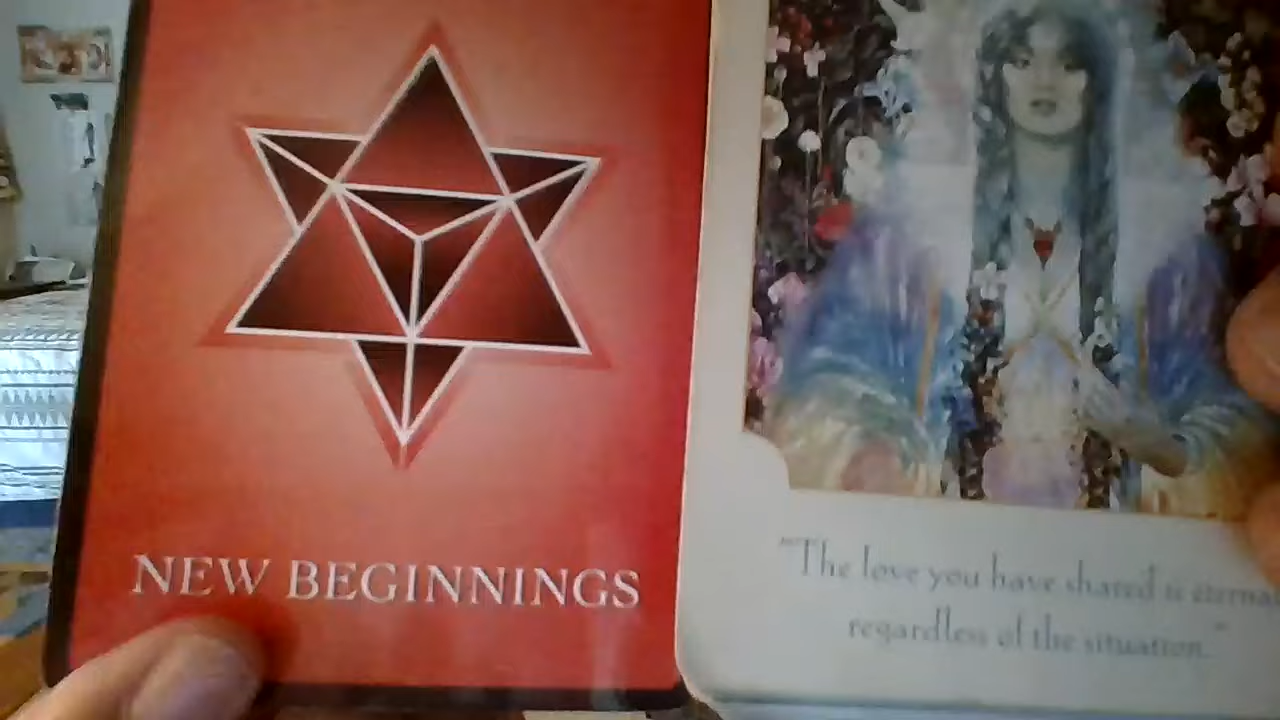 NEW BEGINNINGS
"The love you have shared is eternal
regardless of the situation."